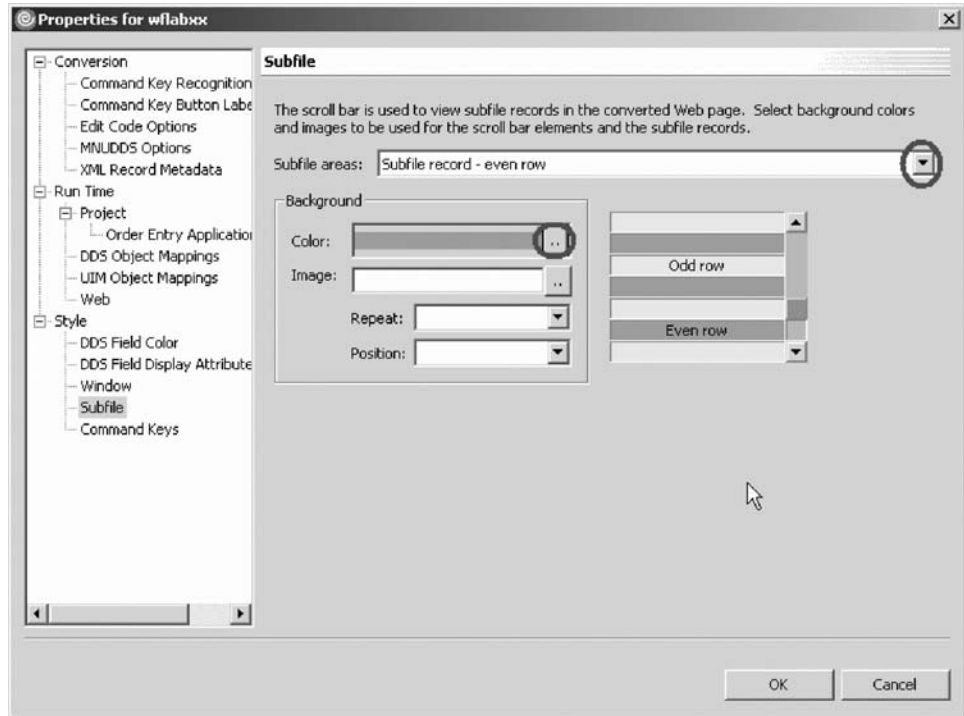 Properties for wflabxx
Conversion
Command Key Recognition
Command Key Button Labe
Edit Code Options
MNUDDS Options
XML Record Metadata
Run Time
Project
Order Entry Applicatio
DDS Object Mappings
UIM Object Mappings
Web
Style
DDS Field Color
DDS Field Display Attribute
Window
Subfile
Command Keys
Subfile
The scroll bar is used to view subfile records in the converted Web page. Select background colors
and images to be used for the scroll bar elements and the subfile records.
Subfile areas: Subfile record - even row
Background
Color: ..
Image: ..
Repeat:
Position:
Odd row
Even row
OK Cancel